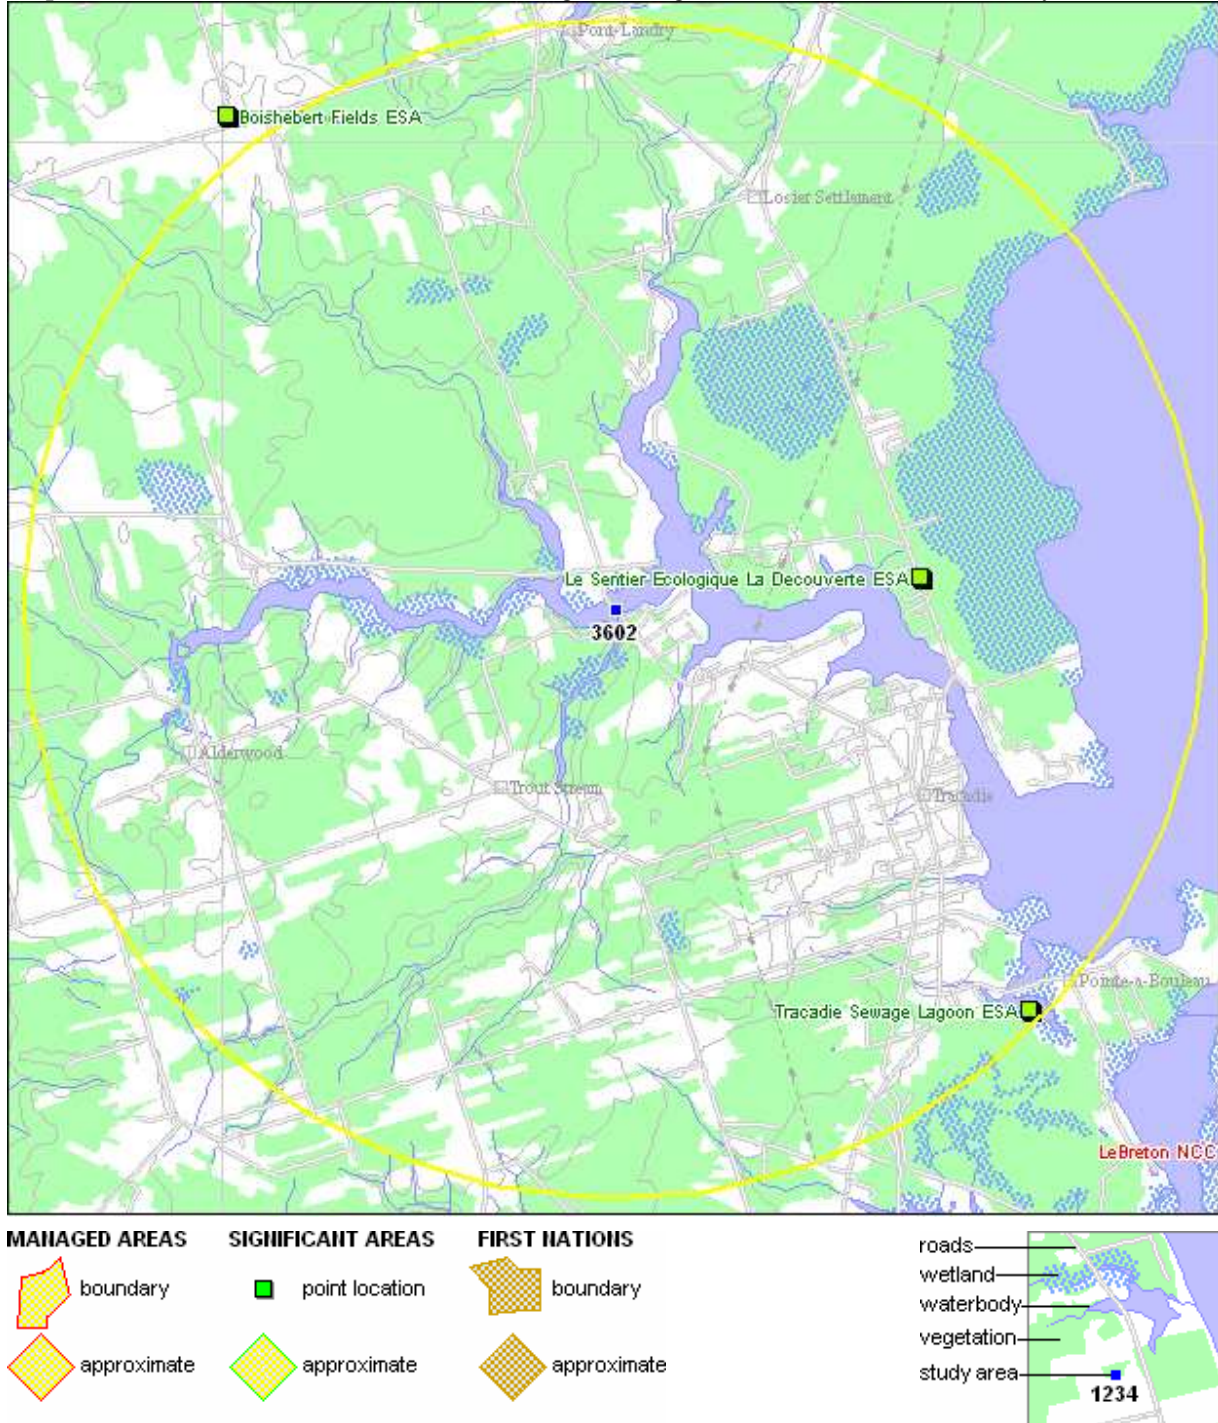 Pont-Landry
Boishebert Fields ESA
Losier Settlement
Le Sentier Ecologique La Decouverte ESA
3602
Alderwood
Trout Stream
Tracadie
Pointe-a-Bouleau
Tracadie Sewage Lagoon ESA
LeBreton NCC
MANAGED AREAS
SIGNIFICANT AREAS
FIRST NATIONS
boundary
point location
boundary
approximate
approximate
approximate
roads
wetland
waterbody
vegetation
study area
1234